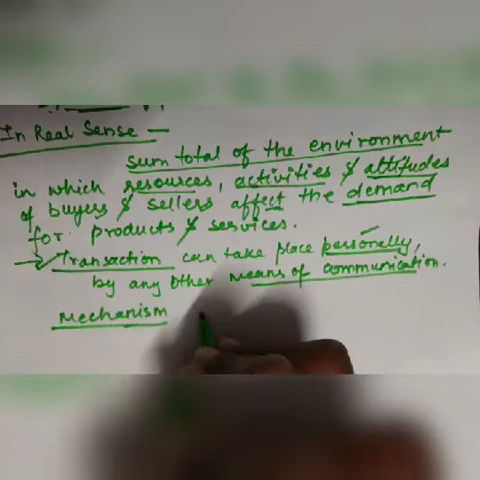 In Real Sense —
sum total of the environment
in which resources, activities & attitudes
of buyers & sellers affect the demand
for products & services.
→ Transaction can take place personally,
by any other means of communication.
Mechanism